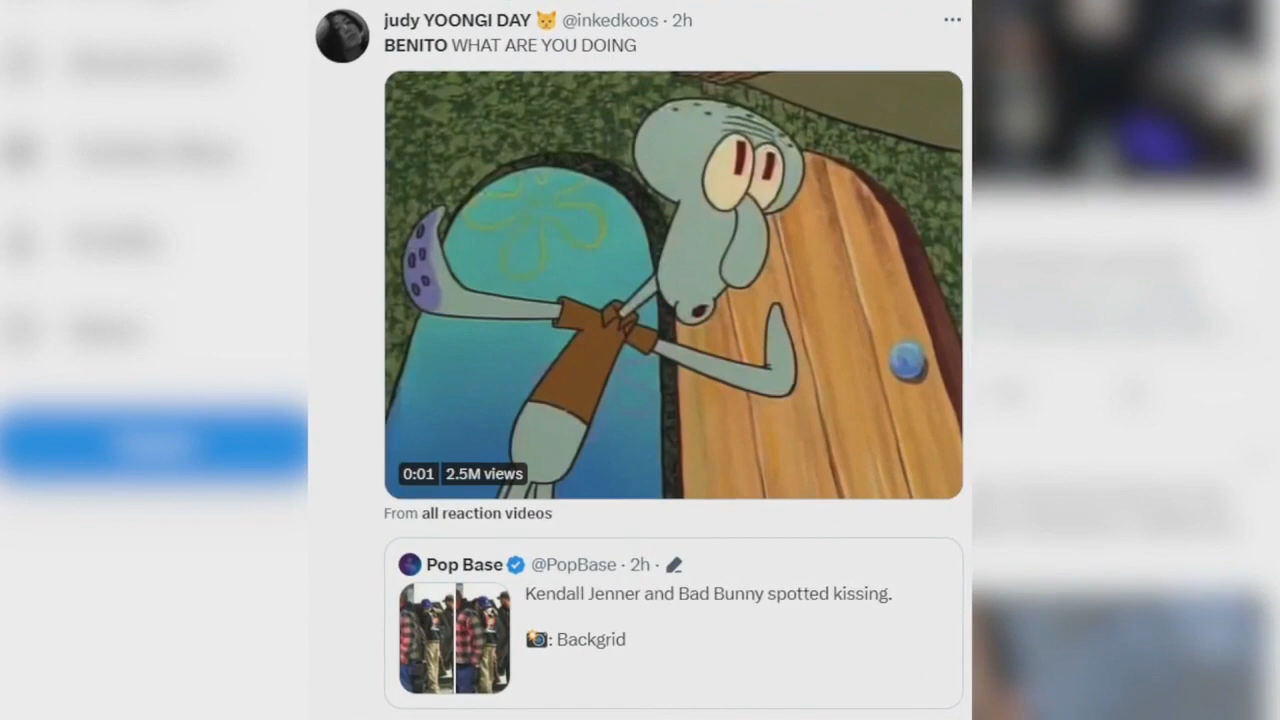 judy YOONGI DAY 😼 @inkedkoos · 2h
BENITO WHAT ARE YOU DOING
0:01 2.5M views
From all reaction videos
Pop Base @PopBase · 2h ·
Kendall Jenner and Bad Bunny spotted kissing.
📸: Backgrid